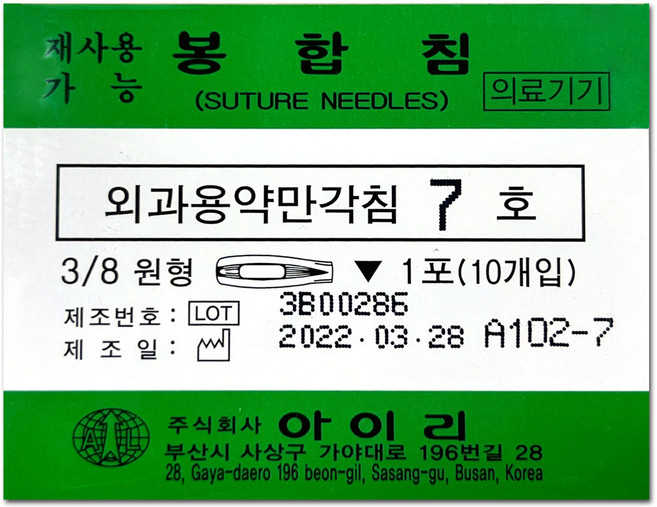 재사용 가능 봉 합 침
(SUTURE NEEDLES) 의료기기
외과용약만각침 7 호
3/8 원형 ▼ 1포(10개입)
제조번호 : LOT 3B0028E
제 조 일 : 2022.03.28 A102-7
주식회사 아이리
부산시 사상구 가야대로 196번길 28
28, Gaya-daero 196 beon-gil, Sasang-gu, Busan, Korea